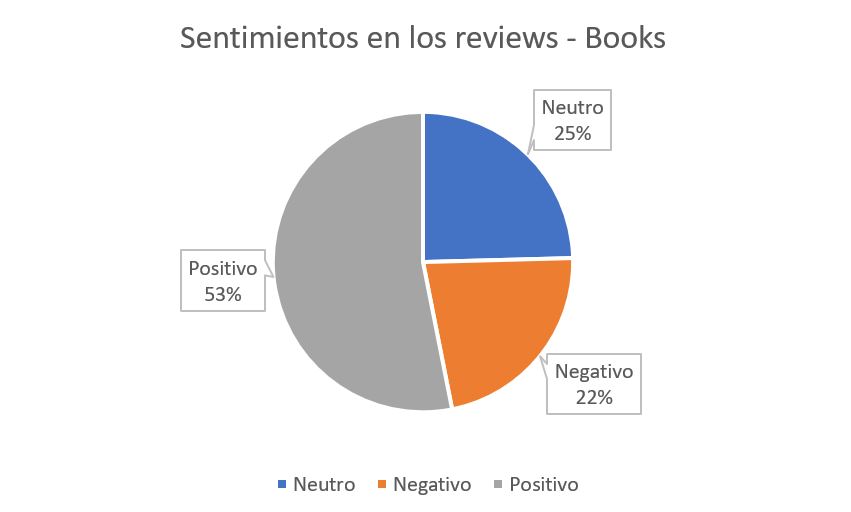 Sentimientos en los reviews - Books
Neutro
25%
Positivo
53%
Negativo
22%
Neutro Negativo Positivo